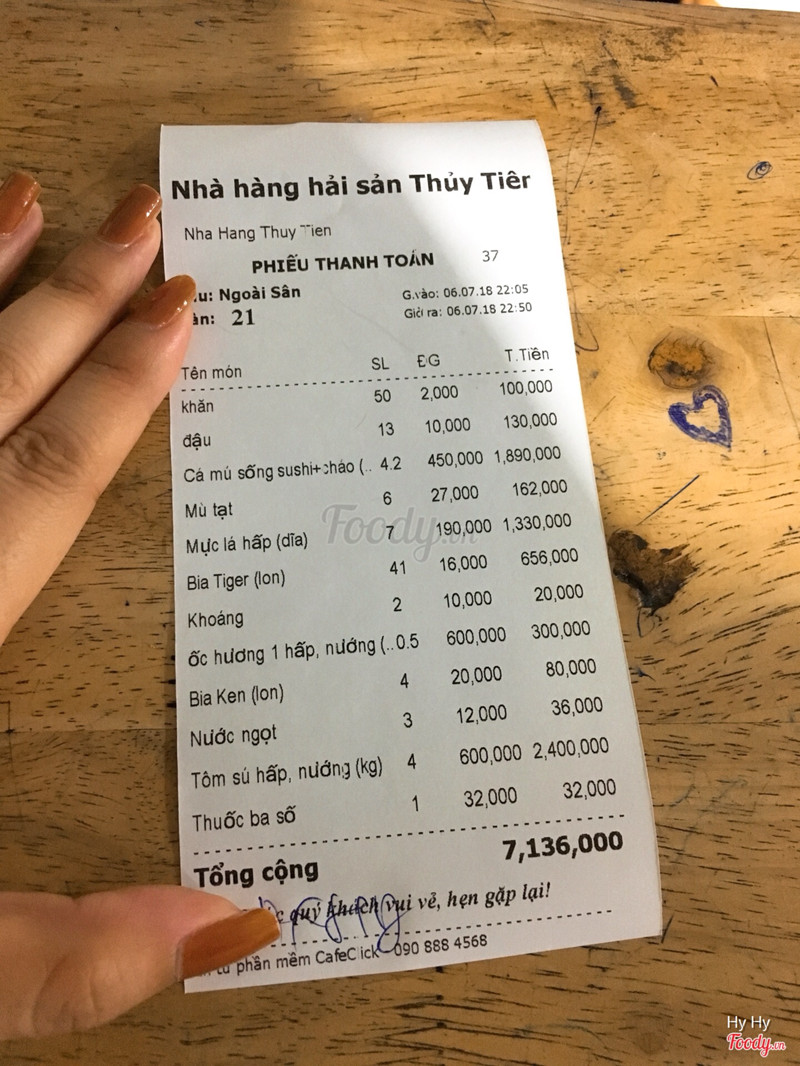 Nhà hàng hải sản Thủy Tiêr
Nha Hang Thuy Tien
PHIẾU THANH TOÁN 37
u: Ngoài Sân G.vào: 06.07.18 22:05
àn: 21 Giờ ra: 06.07.18 22:50
Tên món SL ĐG T.Tiền
khăn 50 2,000 100,000
đậu 13 10,000 130,000
Cá mú sống sushi+cháo (.. 4.2 450,000 1,890,000
Mù tạt 6 27,000 162,000
Mực lá hấp (dĩa) 7 190,000 1,330,000
Bia Tiger (lon) 41 16,000 656,000
Khoáng 2 10,000 20,000
ốc hương 1 hấp, nướng (.. 0.5 600,000 300,000
Bia Ken (lon) 4 20,000 80,000
Nước ngọt 3 12,000 36,000
Tôm sú hấp, nướng (kg) 4 600,000 2,400,000
Thuốc ba số 1 32,000 32,000
Tổng cộng 7,136,000
quý khách vui vẻ, hẹn gặp lại!
từ phần mềm CafeClick 090 888 4568
Foody.vn
Hy Hy
Foody.vn